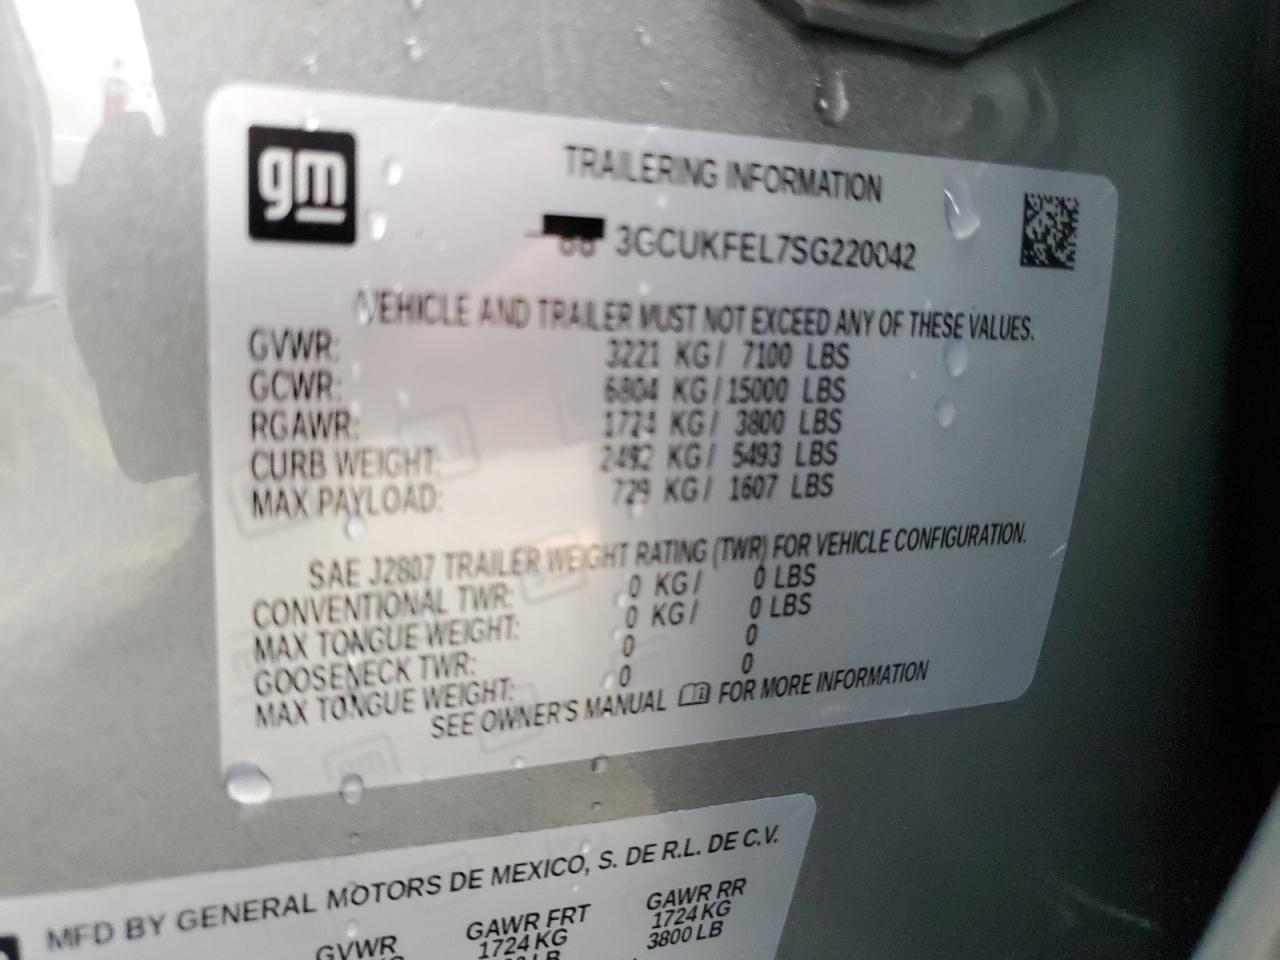 gm
TRAILERING INFORMATION
3GCUKFEL7SG220042
VEHICLE AND TRAILER MUST NOT EXCEED ANY OF THESE VALUES.
GVWR: 3221 KG/ 7100 LBS
GCWR: 6804 KG/ 15000 LBS
RGAWR: 1724 KG/ 3800 LBS
CURB WEIGHT: 2492 KG/ 5493 LBS
MAX PAYLOAD: 729 KG/ 1607 LBS
SAE J2807 TRAILER WEIGHT RATING (TWR) FOR VEHICLE CONFIGURATION.
CONVENTIONAL TWR: 0 KG/ 0 LBS
MAX TONGUE WEIGHT: 0 KG/ 0 LBS
GOOSENECK TWR: 0 0
MAX TONGUE WEIGHT: 0 0
SEE OWNER'S MANUAL FOR MORE INFORMATION
MFD BY GENERAL MOTORS DE MEXICO, S. DE R.L. DE C.V.
GVWR GAWR FRT GAWR RR
1724 KG 1724 KG
3800 LB